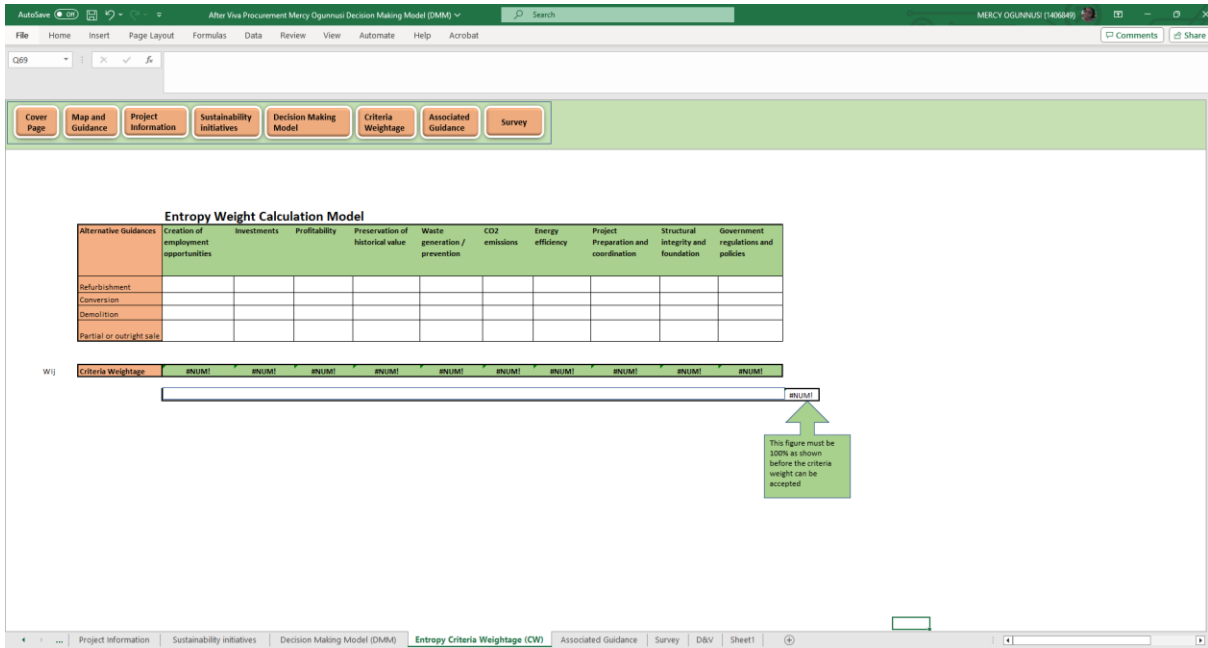 AutoSave Off After Viva Procurement Mercy Ogunnusi Decision Making Model (DMM) Search MERCY OGUNNUSI (1406849)
File Home Insert Page Layout Formulas Data Review View Automate Help Acrobat Comments Share
Q69 fx
Cover Page Map and Guidance Project Information Sustainability initiatives Decision Making Model Criteria Weightage Associated Guidance Survey
Entropy Weight Calculation Model
Alternative Guidances Creation of employment opportunities Investments Profitability Preservation of historical value Waste generation / prevention CO2 emissions Energy efficiency Project Preparation and coordination Structural integrity and foundation Government regulations and policies
Refurbishment
Conversion
Demolition
Partial or outright sale
Wij Criteria Weightage #NUM! #NUM! #NUM! #NUM! #NUM! #NUM! #NUM! #NUM! #NUM! #NUM!
#NUM!
This figure must be
100% as shown
before the criteria
weight can be
accepted
... Project Information Sustainability initiatives Decision Making Model (DMM) Entropy Criteria Weightage (CW) Associated Guidance Survey D&V Sheet1